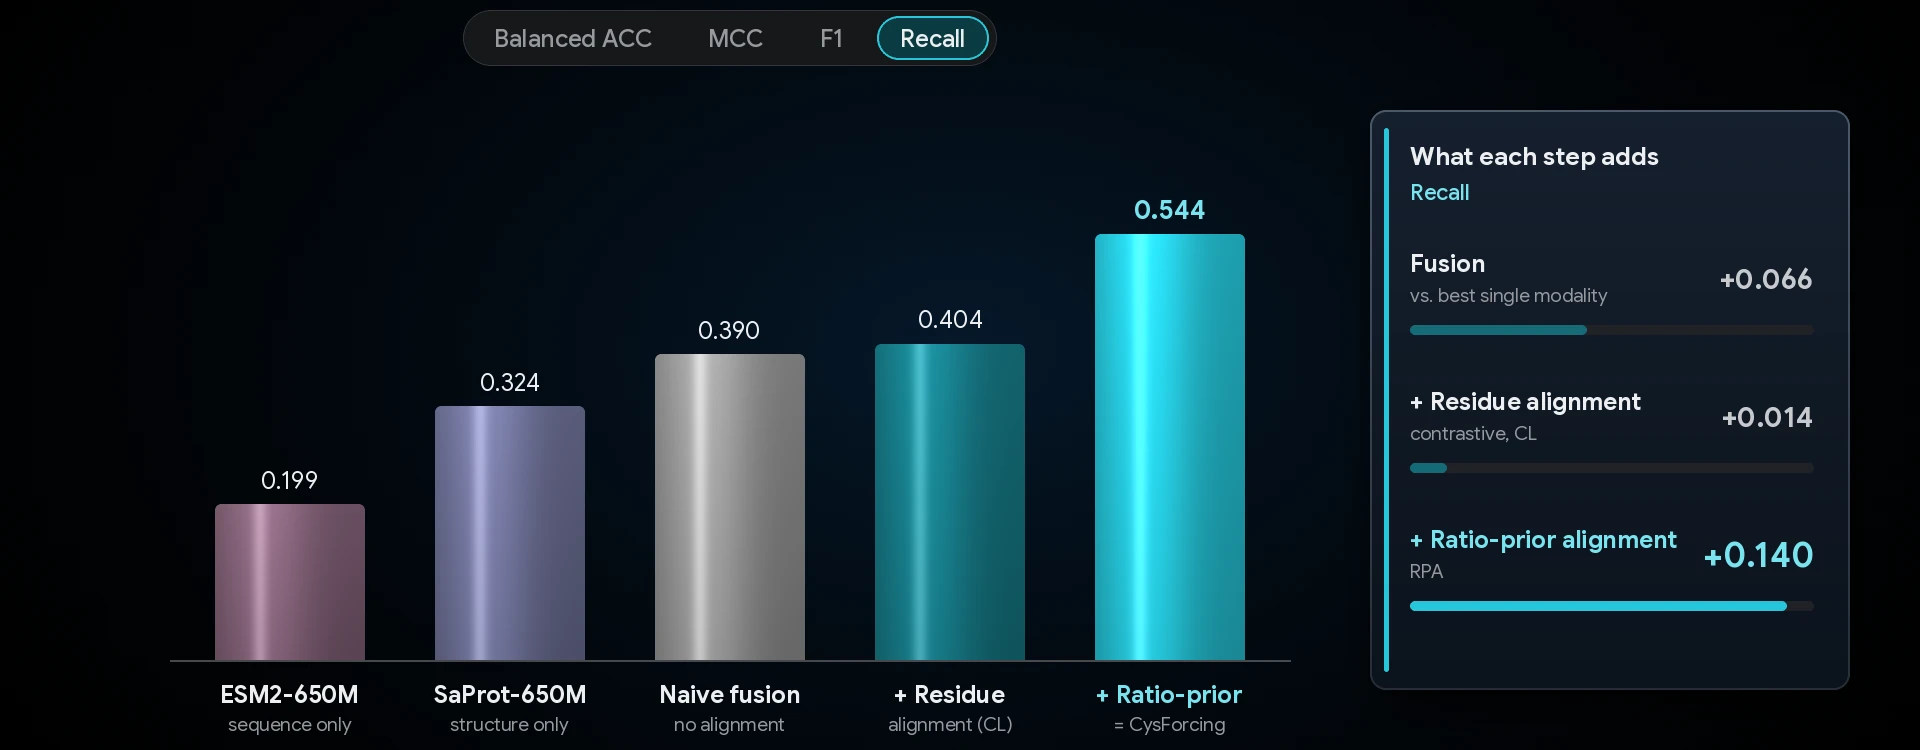 Balanced ACC MCC F1 Recall
0.199
0.324
0.390
0.404
0.544
ESM2-650M
sequence only
SaProt-650M
structure only
Naive fusion
no alignment
+ Residue
alignment (CL)
+ Ratio-prior
= CysForcing
What each step adds
Recall
Fusion
vs. best single modality
+0.066
+ Residue alignment
contrastive, CL
+0.014
+ Ratio-prior alignment
RPA
+0.140